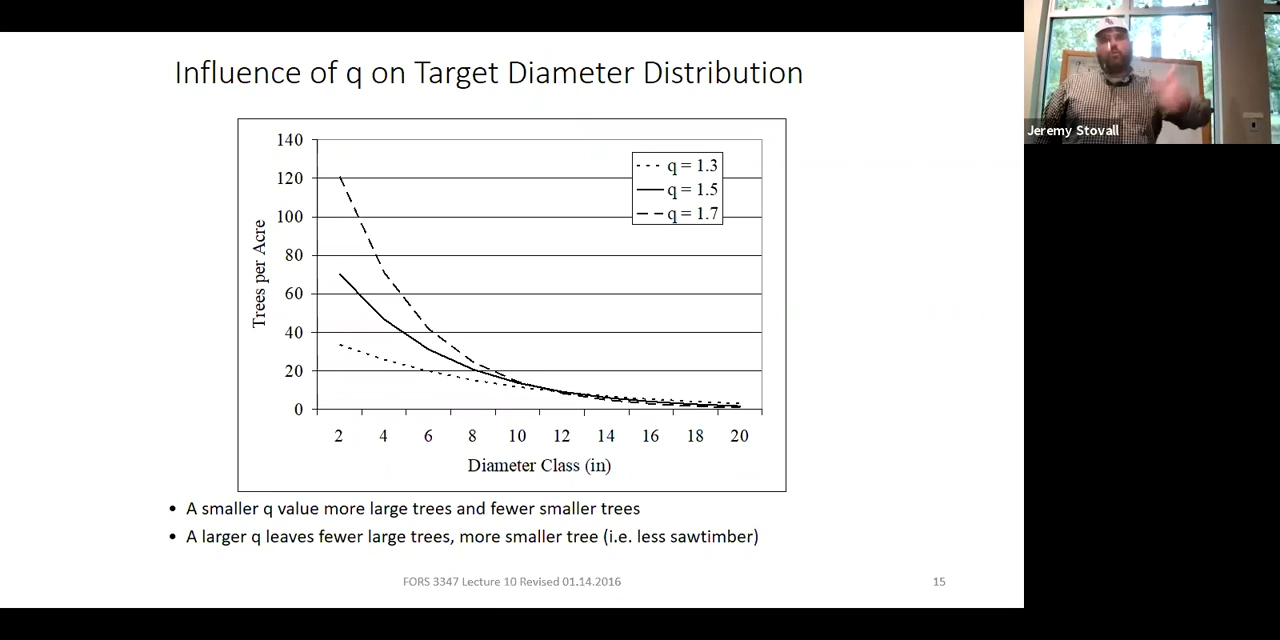 Influence of q on Target Diameter Distribution
140
120
100
80
60
40
20
0
Trees per Acre
q = 1.3
q = 1.5
q = 1.7
2 4 6 8 10 12 14 16 18 20
Diameter Class (in)
• A smaller q value more large trees and fewer smaller trees
• A larger q leaves fewer large trees, more smaller tree (i.e. less sawtimber)
FORS 3347 Lecture 10 Revised 01.14.2016
15
Jeremy Stovall